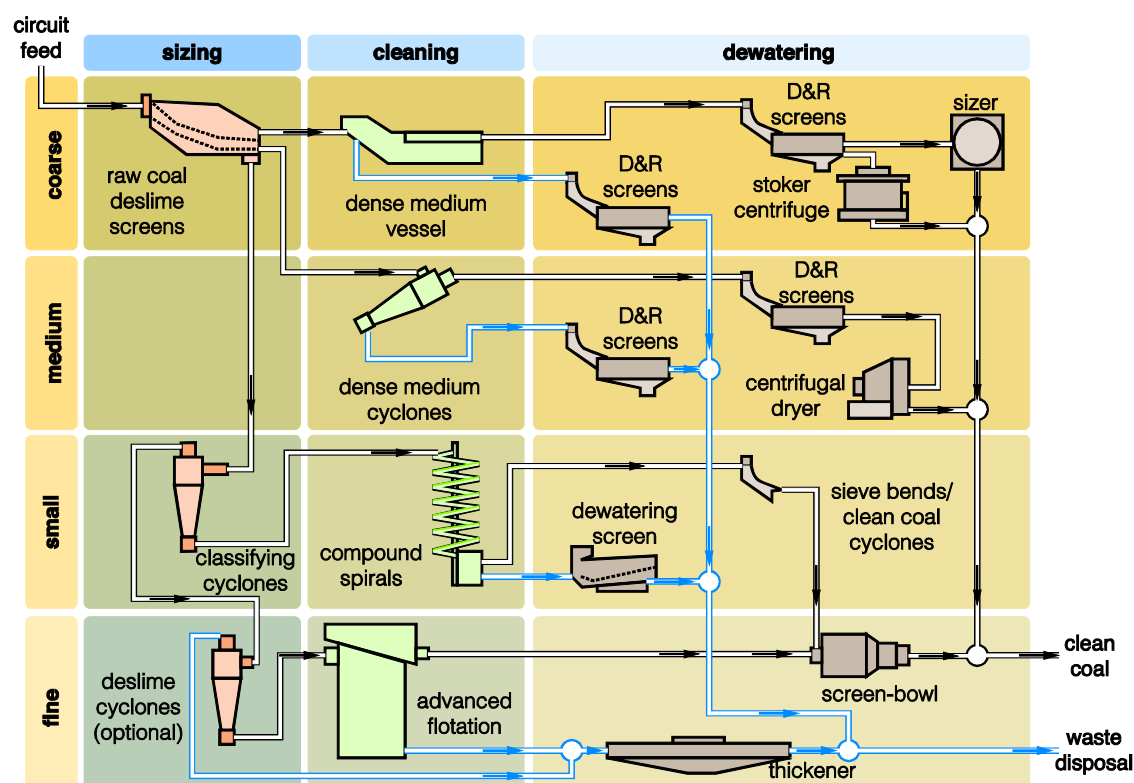 circuit
feed
sizing
cleaning
dewatering
coarse
raw coal
deslime
screens
dense medium
vessel
D&R
screens
D&R
screens
sizer
stoker
centrifuge
medium
dense medium
cyclones
D&R
screens
D&R
screens
centrifugal
dryer
small
classifying
cyclones
compound
spirals
dewatering
screen
sieve bends/
clean coal
cyclones
fine
deslime
cyclones
(optional)
advanced
flotation
screen-bowl
thickener
clean
coal
waste
disposal